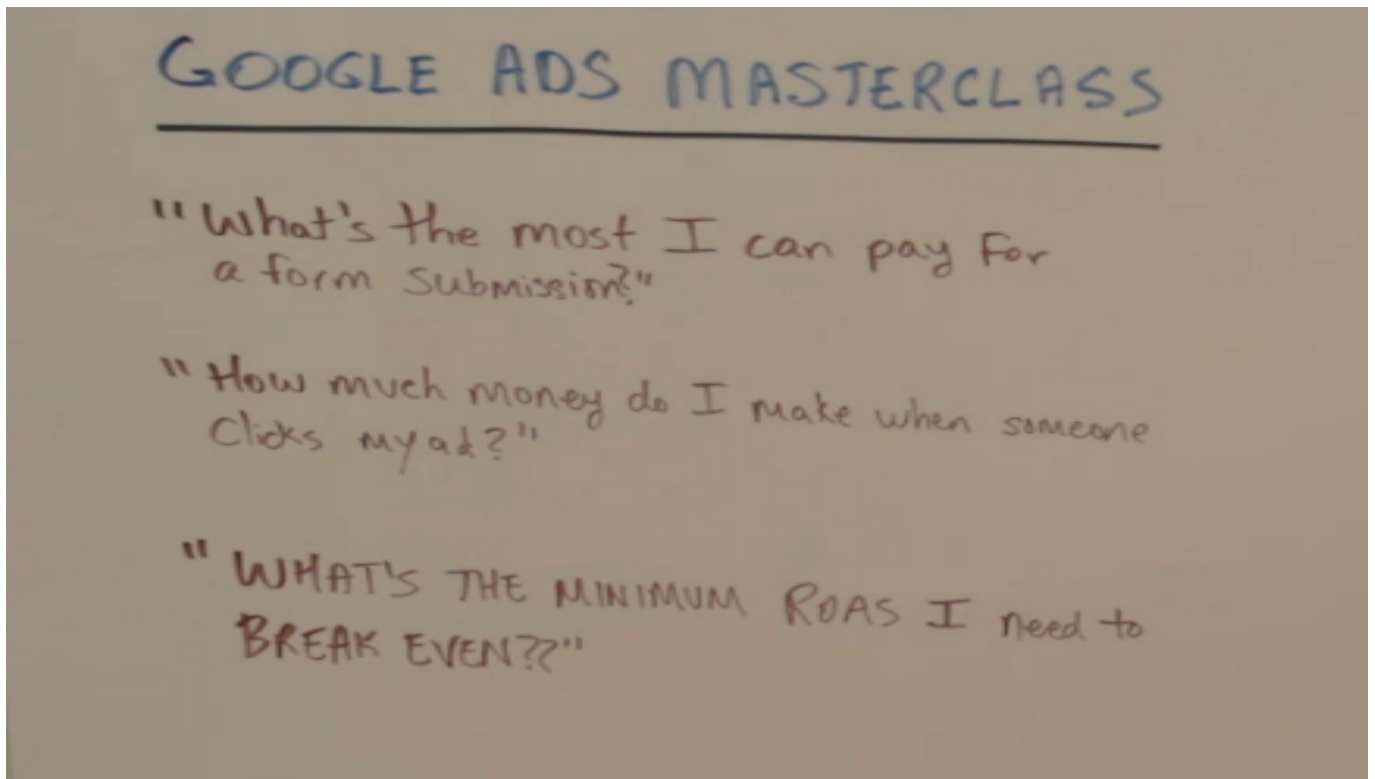 GOOGLE ADS MASTERCLASS
"What's the most I can pay for
a form submission?"
"How much money do I make when someone
Clicks my ad?"
"WHAT'S THE MINIMUM ROAS I need to
BREAK EVEN??"